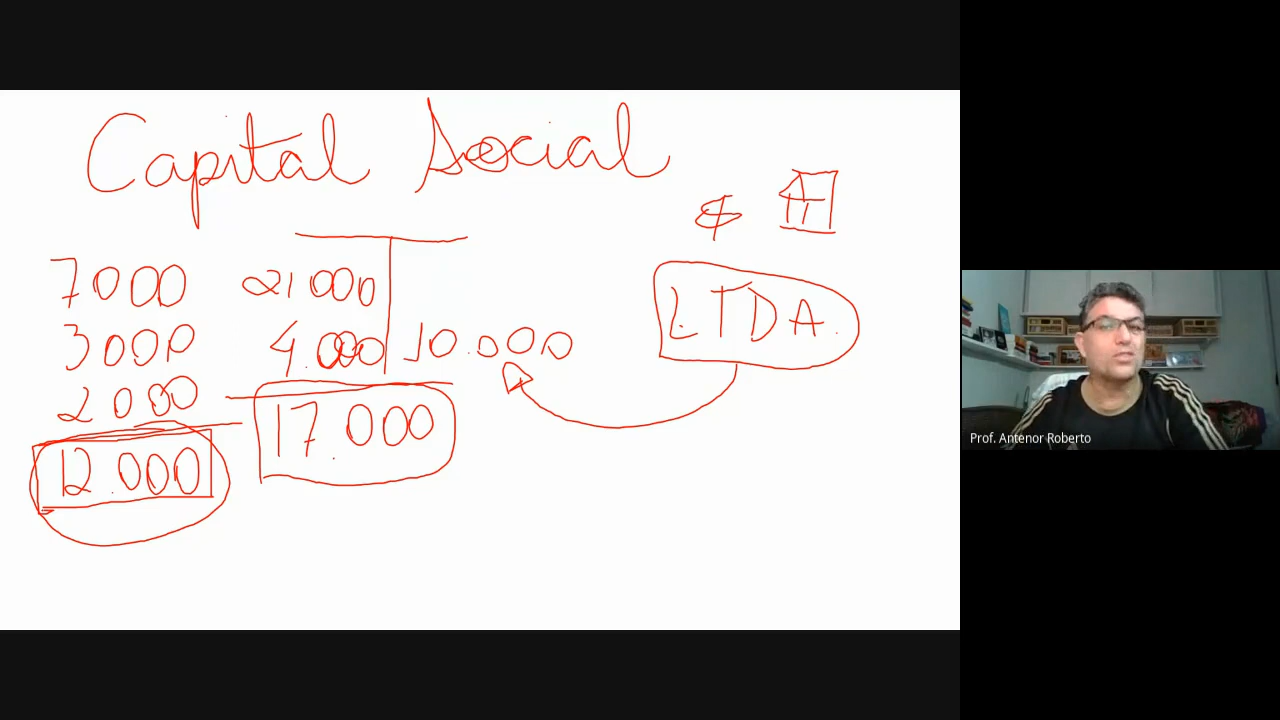 Capital Social
7000 21 000
3000 4.000 10.000
2000
17.000
12.000
LTDA.
Prof. Antenor Roberto